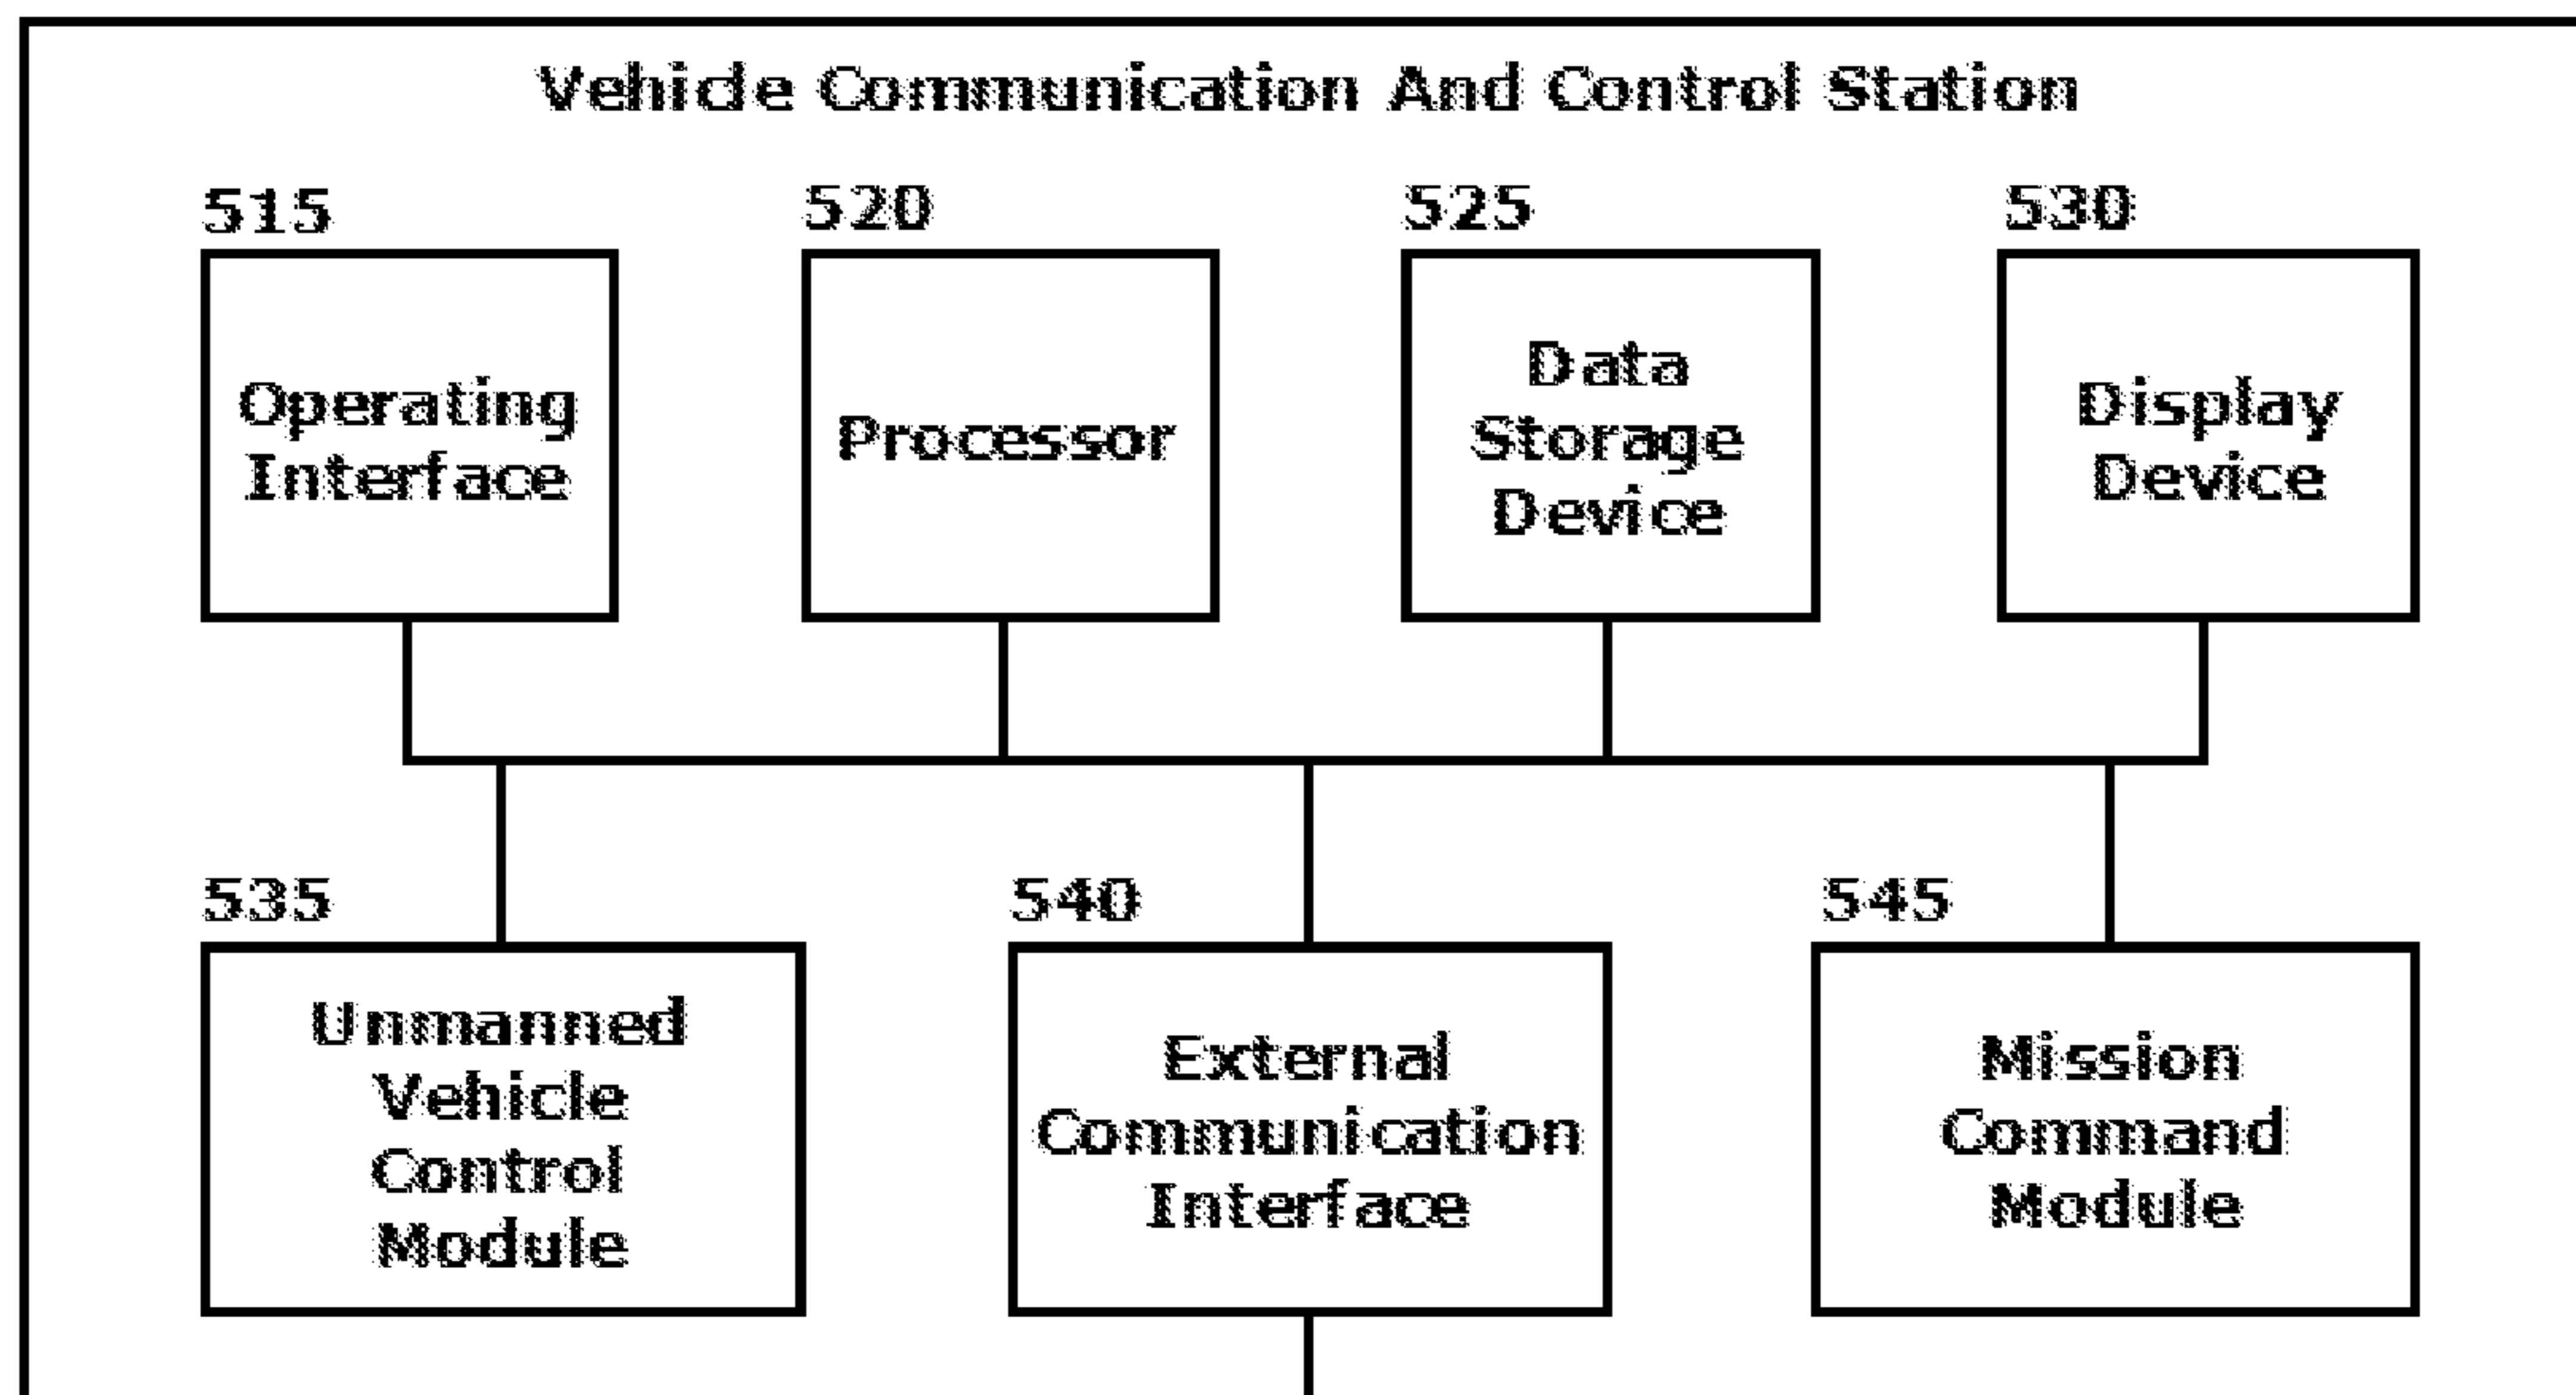 Vehicle Communication And Control Station
515
520
525
530
Operating
Interface
Processor
Data
Storage
Device
Display
Device
535
540
545
Unmanned
Vehicle
Control
Module
External
Communication
Interface
Mission
Command
Module